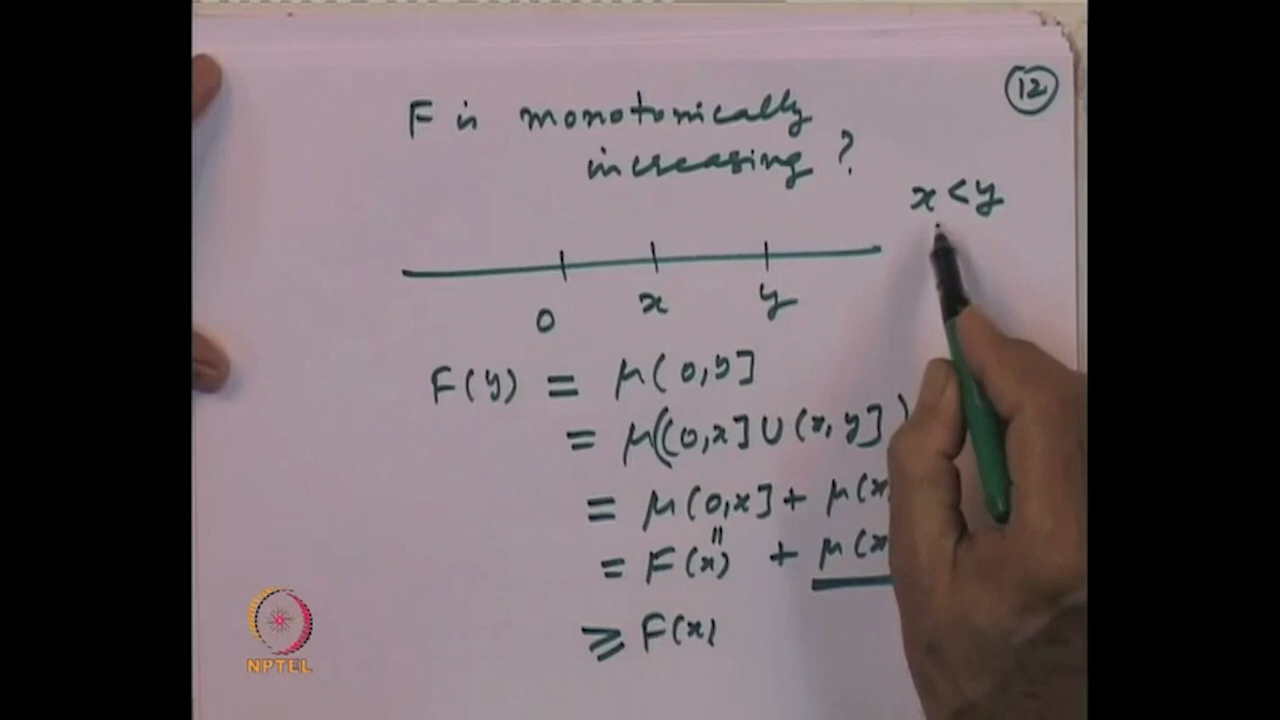 12
F is monotonically
increasing ?
x < y
0 x y
F(y) = μ(0,y]
= μ((0,x]∪(x,y])
= μ(0,x] + μ(x
= F(x) + μ(x
≥ F(x)
NPTEL